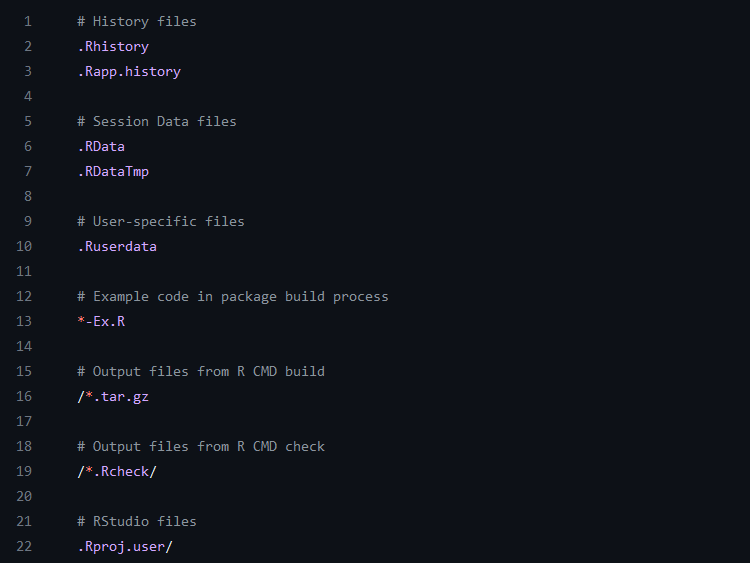 1 # History files
2 .Rhistory
3 .Rapp.history
4
5 # Session Data files
6 .RData
7 .RDataTmp
8
9 # User-specific files
10 .Ruserdata
11
12 # Example code in package build process
13 *-Ex.R
14
15 # Output files from R CMD build
16 /*.tar.gz
17
18 # Output files from R CMD check
19 /*.Rcheck/
20
21 # RStudio files
22 .Rproj.user/